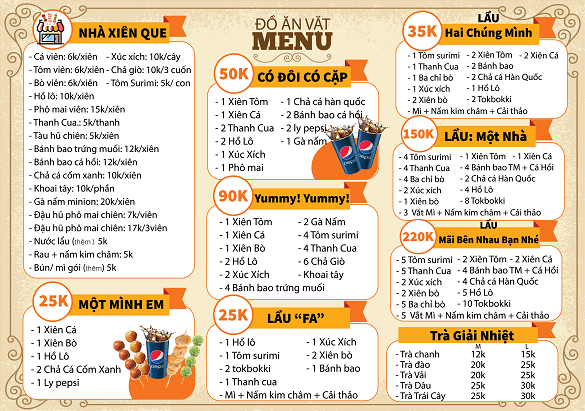 ĐỒ ĂN VẶT
MENU
NHÀ XIÊN QUE
- Cá viên: 6k/xiên
- Xúc xích: 10k/cây
- Tôm viên: 6k/xiên
- Chả giò: 10k/3 cuốn
- Bò viên: 6k/xiên
- Tôm Surimi: 5k/ con
- Hồ lô: 10k/xiên
- Phô mai viên: 15k/xiên
- Thanh Cua.: 5k/thanh
- Tàu hũ chiên: 5k/xiên
- Bánh bao trứng muối: 12k/xiên
- Bánh bao cá hồi: 12k/xiên
- Chả cá cốm xanh: 10k/xiên
- Khoai tây: 10k/phần
- Gà nấm minion: 20k/xiên
- Đậu hũ phô mai chiên: 7k/viên
- Đậu hũ phô mai chiên: 17k/3viên
- Nước lẩu (thêm ) 5k
- Rau + nấm kim châm: 5k
- Bún/ mì gói (thêm) 5k
25K
MỘT MÌNH EM
- 1 Xiên Cá
- 1 Xiên Bò
- 1 Hồ Lô
- 2 Chả Cá Cốm Xanh
- 1 Ly pepsi
pepsi
50K
CÓ ĐÔI CÓ CẶP
- 1 Xiên Tôm
- 1 Chả cá hàn quốc
- 1 Xiên Cá
- 2 Bánh bao cá hồi
- 2 Thanh Cua
- 2 ly pepsi
- 2 Hồ Lô
- 1 Gà nấm
- 1 Xúc Xích
- 1 Phô mai
90K
Yummy! Yummy!
- 1 Xiên Tôm
- 2 Gà Nấm
- 1 Xiên Cá
- 4 Tôm surimi
- 1 Xiên Bò
- 4 Thanh Cua
- 2 Hồ Lô
- 6 Chả Giò
- 2 Xúc Xích
- Khoai tây
- 4 Bánh bao trứng muối
25K
LẨU “FA”
- 1 Hồ lô
- 1 Xúc Xích
- 1 Tôm surimi
- 2 Xiên bò
- 2 tokbokki
- 1 Bánh bao
- 1 Thanh cua
- Mì + Nấm kim châm + Cải thảo
35K
LẨU
Hai Chúng Mình
- 1 Tôm surimi
- 2 Xiên Tôm
- 2 Xiên Cá
- 1 Thanh Cua
- 2 Bánh bao
- 1 Ba chỉ bò
- 2 Chả cá Hàn Quốc
- 1 Xúc xích
- 2 Hồ Lô
- 2 Xiên bò
- 2 Tokbokki
- Mì + Nấm kim châm + Cải thảo
150K
LẨU: Một Nhà
- 4 Tôm surimi
- 1 Xiên Tôm
- 1 Xiên Cá
- 4 Thanh Cua
- 4 Bánh bao TM + Cá Hồi
- 4 Ba chỉ bò
- 2 Chả cá Hàn Quốc
- 2 Xúc xích
- 4 Hồ Lô
- 1 Xiên bò
- 8 Tokbokki
- 3 Vắt Mì + Nấm kim châm + Cải thảo
220K
LẨU
Mãi Bên Nhau Bạn Nhé
- 5 Tôm surimi
- 2 Xiên Tôm
- 2 Xiên Cá
- 5 Thanh Cua
- 4 Bánh bao TM + Cá Hồi
- 4 Ba chỉ bò
- 4 Chả cá Hàn Quốc
- 2 Xúc xích
- 5 Hồ Lô
- 2 Xiên bò
- 10 Tokbokki
- 5 Vắt Mì + Nấm kim châm + Cải thảo
Trà Giải Nhiệt
M L
- Trà chanh 12k 15k
- Trà đào 20k 25k
- Trà Vải 20k 25k
- Trà Dâu 25k 30k
- Trà Trái Cây 25k 30k